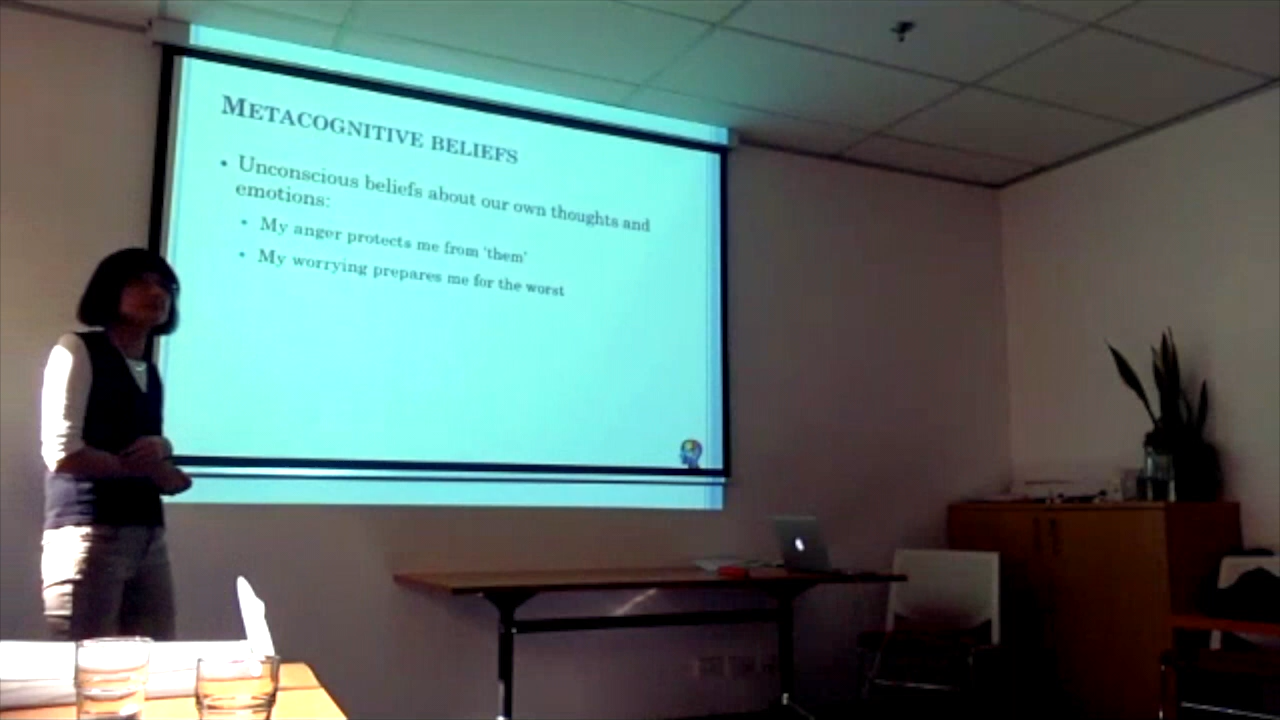 METACOGNITIVE BELIEFS
• Unconscious beliefs about our own thoughts and
emotions:
• My anger protects me from 'them'
• My worrying prepares me for the worst